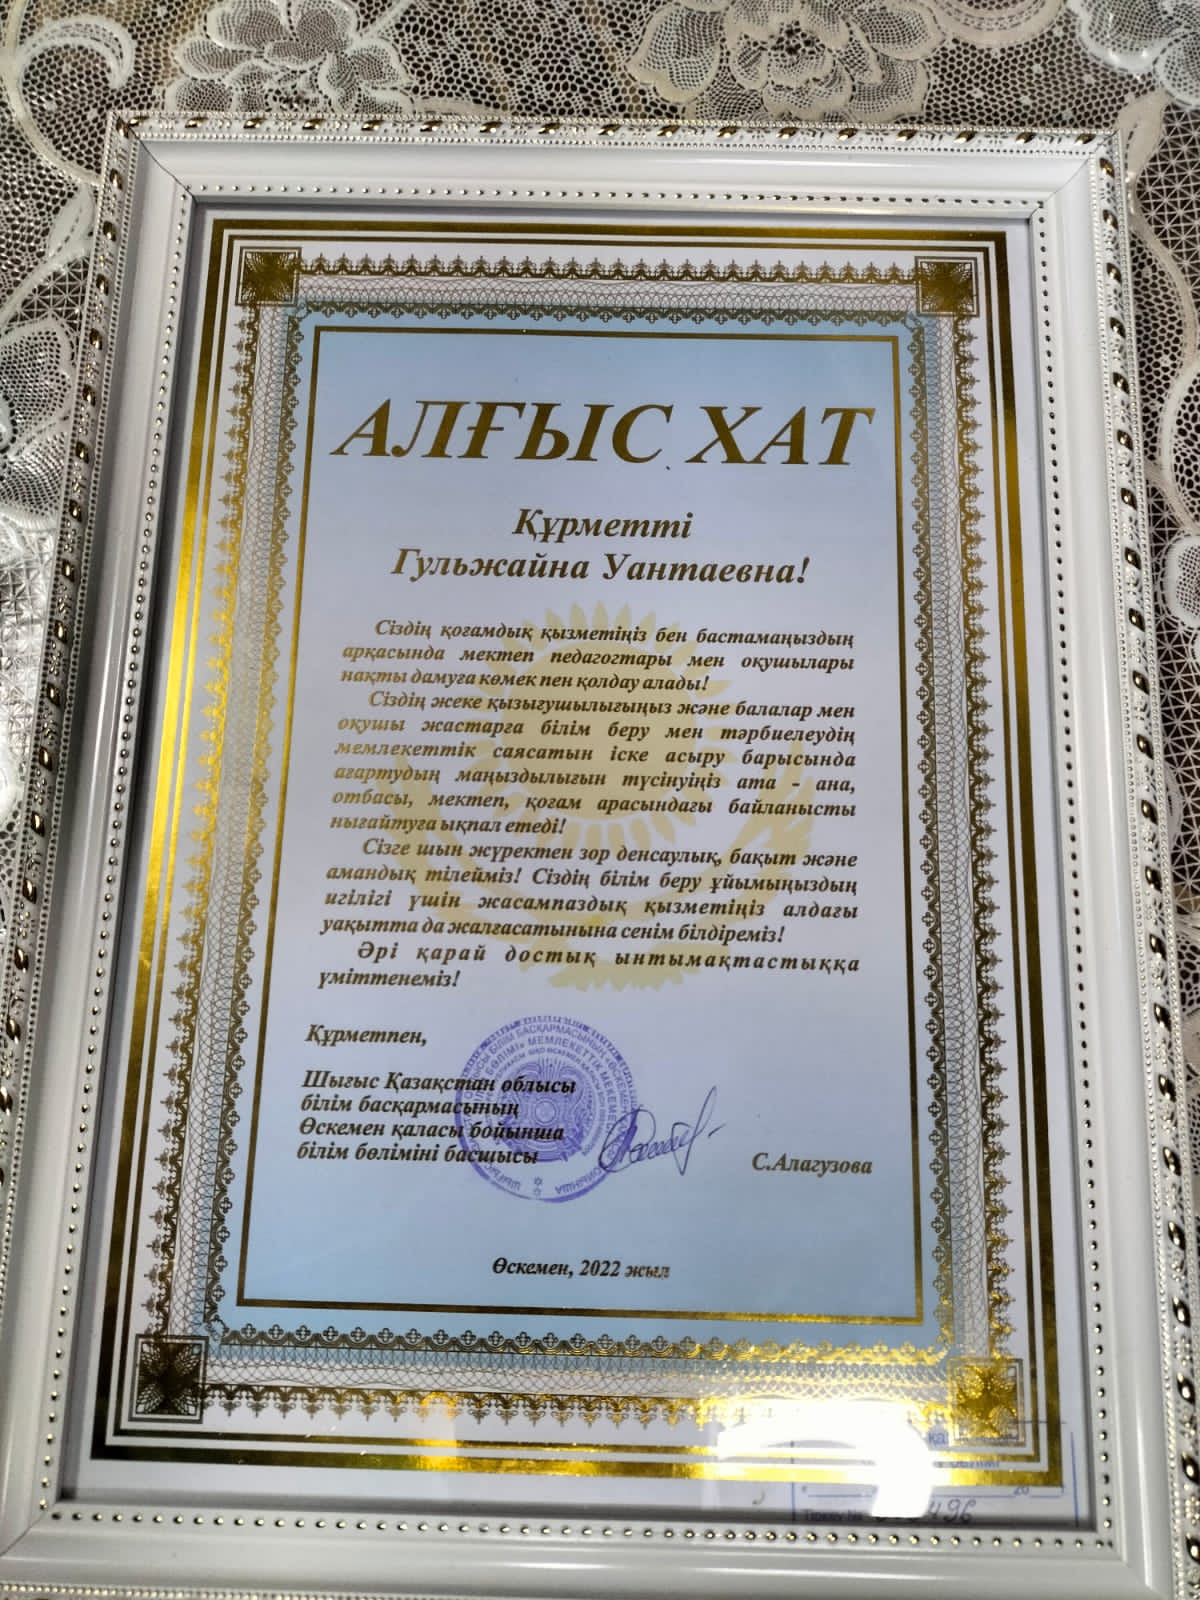 АЛҒЫС ХАТ
Құрметті
Гульжайна Уантаевна!
Сіздің қоғамдық қызметіңіз бен бастамаңыздың
арқасында мектеп педагогтары мен оқушылары
нақты дамуға көмек пен қолдау алады!
Сіздің жеке қызығушылығыңыз және балалар мен
оқушы жастарға білім беру мен тәрбиелеудің
мемлекеттік саясатын іске асыру барысында
ағартудың маңыздылығын түсінуіңіз ата - ана,
отбасы, мектеп, қоғам арасындағы байланысты
нығайтуға ықпал етеді!
Сізге шын жүректен зор денсаулық, бақыт және
амандық тілейміз! Сіздің білім беру ұйымыңыздың
игілігі үшін жасампаздық қызметіңіз алдағы
уақытта да жалғасатынына сенім білдіреміз!
Әрі қарай достық ынтымақтастыққа
үміттенеміз!
Құрметпен,
Шығыс Қазақстан облысы
білім басқармасының
Өскемен қаласы бойынша
білім бөліміні басшысы
С.Алагузова
Өскемен, 2022 жыл
Тіркеу №
496